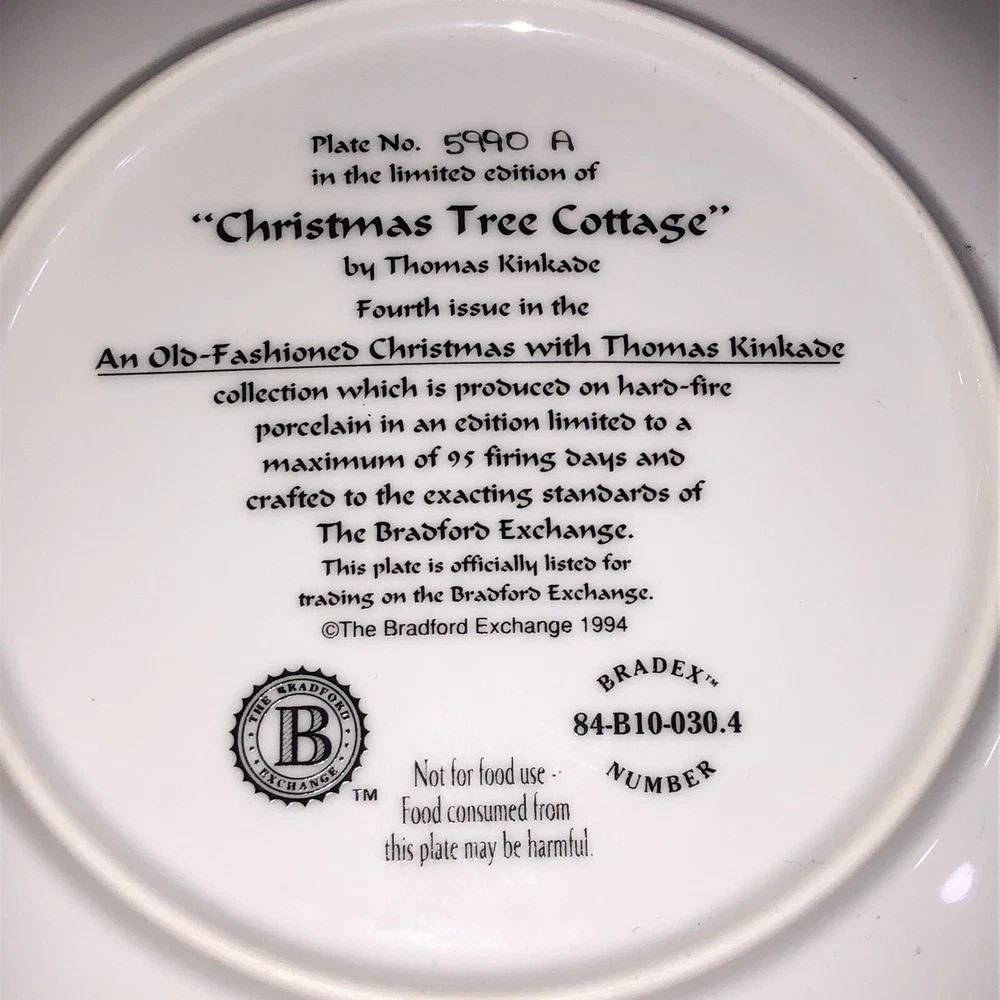 Plate No. 5990 A
in the limited edition of
“Christmas Tree Cottage”
by Thomas Kinkade
Fourth issue in the
An Old-Fashioned Christmas with Thomas Kinkade
collection which is produced on hard-fire
porcelain in an edition limited to a
maximum of 95 firing days and
crafted to the exacting standards of
The Bradford Exchange.
This plate is officially listed for
trading on the Bradford Exchange.
©The Bradford Exchange 1994
THE BRADFORD
B
EXCHANGE
TM
BRADEX™
84-B10-030.4
NUMBER
Not for food use -
Food consumed from
this plate may be harmful.